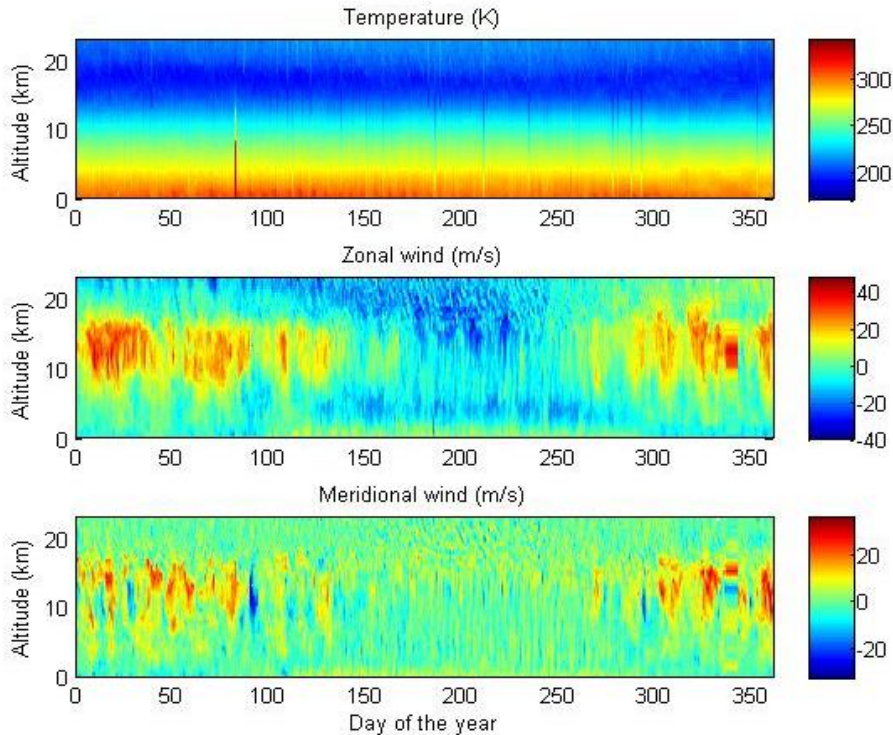 Temperature (K)
Altitude (km)
20
10
0
0 50 100 150 200 250 300 350
300
250
200
Zonal wind (m/s)
Altitude (km)
20
10
0
0 50 100 150 200 250 300 350
40
20
0
-20
-40
Meridional wind (m/s)
Altitude (km)
20
10
0
0 50 100 150 200 250 300 350
20
0
-20
Day of the year